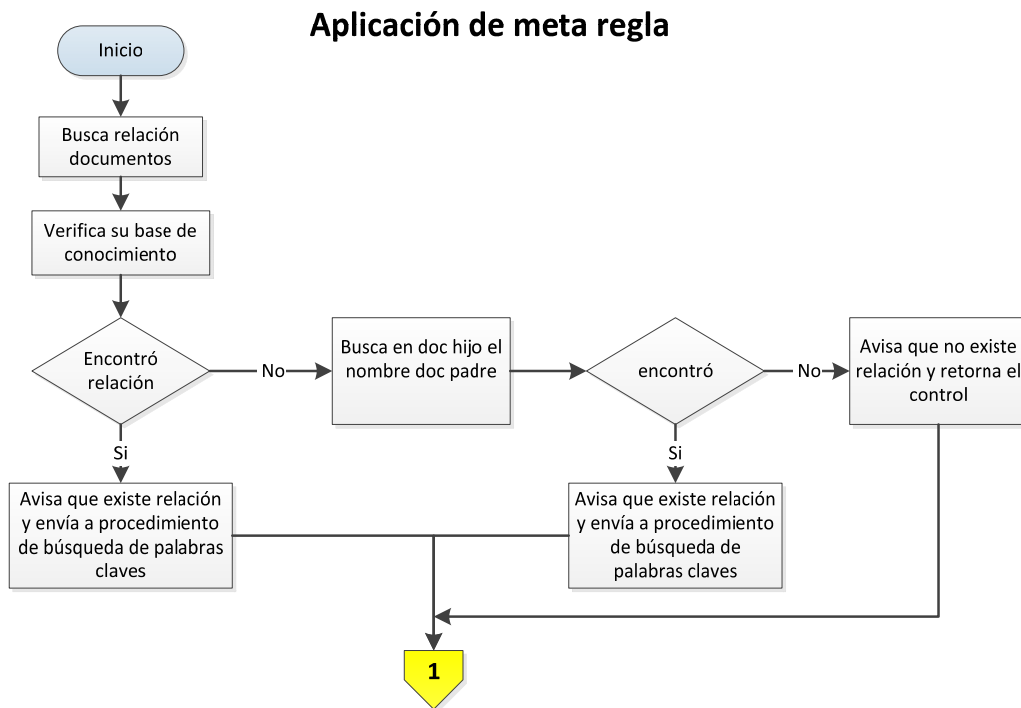 Aplicación de meta regla
Inicio
Busca relación
documentos
Verifica su base de
conocimiento
Encontró
relación
No
Busca en doc hijo el
nombre doc padre
encontró
No
Avisa que no existe
relación y retorna el
control
Si
Si
Avisa que existe relación
y envía a procedimiento
de búsqueda de palabras
claves
Avisa que existe relación
y envía a procedimiento
de búsqueda de
palabras claves
1